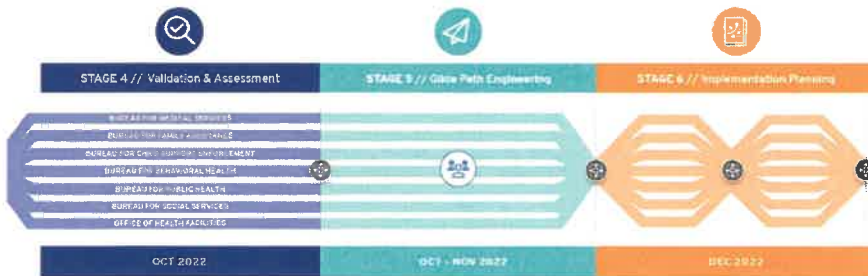 STAGE 4 // Validation & Assessment
STAGE 5 // Glide Path Engineering
STAGE 6 // Implementation Planning
BUREAU FOR MEDICAL SERVICES
BUREAU FOR FAMILY ASSISTANCE
BUREAU FOR CHILD SUPPORT ENFORCEMENT
BUREAU FOR BEHAVIORAL HEALTH
BUREAU FOR PUBLIC HEALTH
BUREAU FOR SOCIAL SERVICES
OFFICE OF HEALTH FACILITIES
OCT 2022
OCT - NOV 2022
DEC 2022